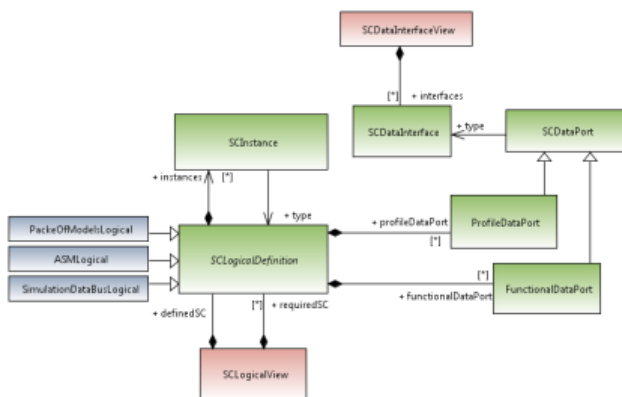 SCDataInterfaceView
[*] + interfaces
SCInstance
SCDataInterface
+ type
SCDataPort
+ instances [*]
+ type
+ profileDataPort
[*]
ProfileDataPort
PackeOfModelsLogical
ASMLogical
SimulationDataBusLogical
SCLogicalDefinition
[*]
+ functionalDataPort
FunctionalDataPort
+ definedSC
[*] + requiredSC
SCLogicalView